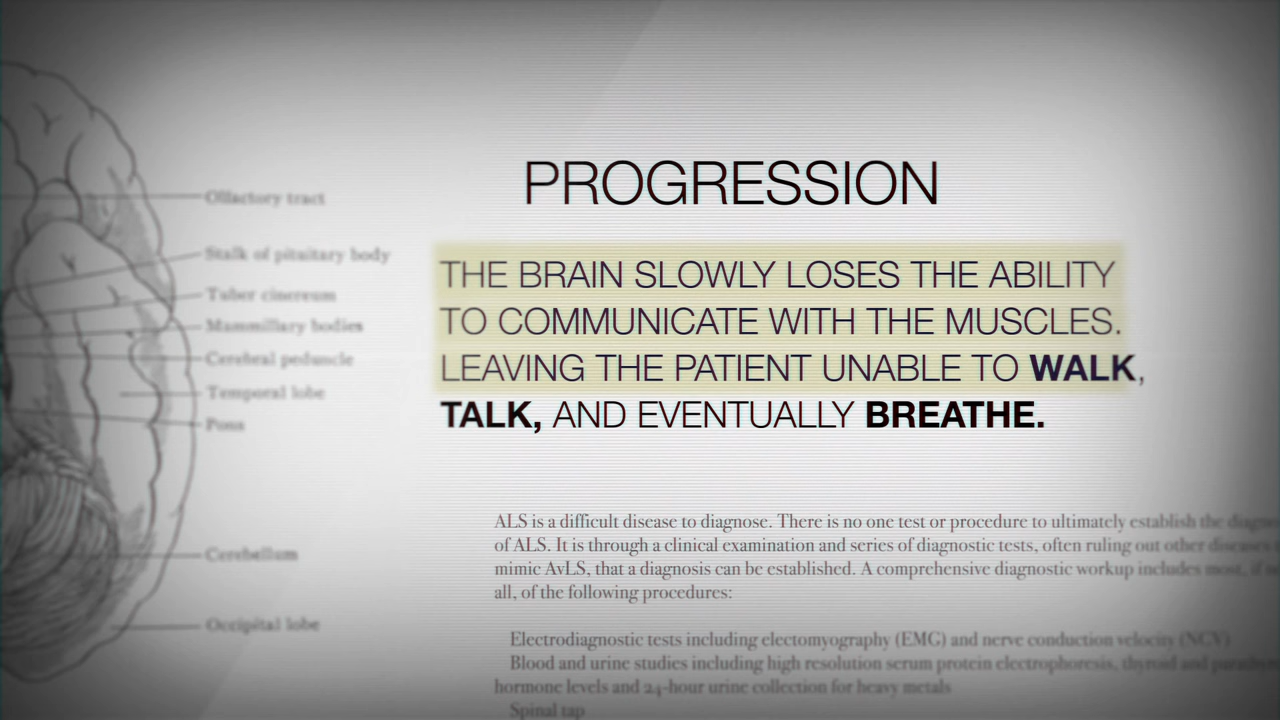 Olfactory tract
Stalk of pituitary body
Tuber cinereum
Mammillary bodies
Cerebral peduncle
Temporal lobe
Pons
Cerebellum
Occipital lobe
PROGRESSION
THE BRAIN SLOWLY LOSES THE ABILITY
TO COMMUNICATE WITH THE MUSCLES.
LEAVING THE PATIENT UNABLE TO WALK,
TALK, AND EVENTUALLY BREATHE.
ALS is a difficult disease to diagnose. There is no one test or procedure to ultimately establish the
of ALS. It is through a clinical examination and series of diagnostic tests, often ruling out other diseases
mimic AvLS, that a diagnosis can be established. A comprehensive diagnostic workup includes most, if
all, of the following procedures:
Electrodiagnostic tests including electomyography (EMG) and nerve conduction velocity (NCV)
Blood and urine studies including high resolution serum protein electrophoresis, thyroid and
hormone levels and 24-hour urine collection for heavy metals
Spinal tap